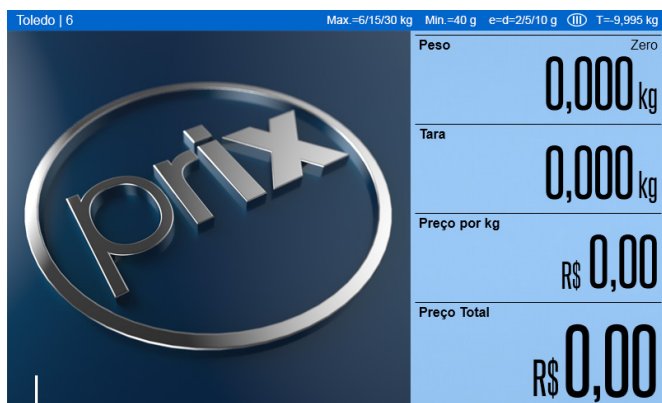 Toledo | 6 Max.=6/15/30 kg Min.=40 g e=d=2/5/10 g III T=-9,995 kg
prix
Peso Zero
0,000 kg
Tara
0,000 kg
Preço por kg
R$ 0,00
Preço Total
R$ 0,00